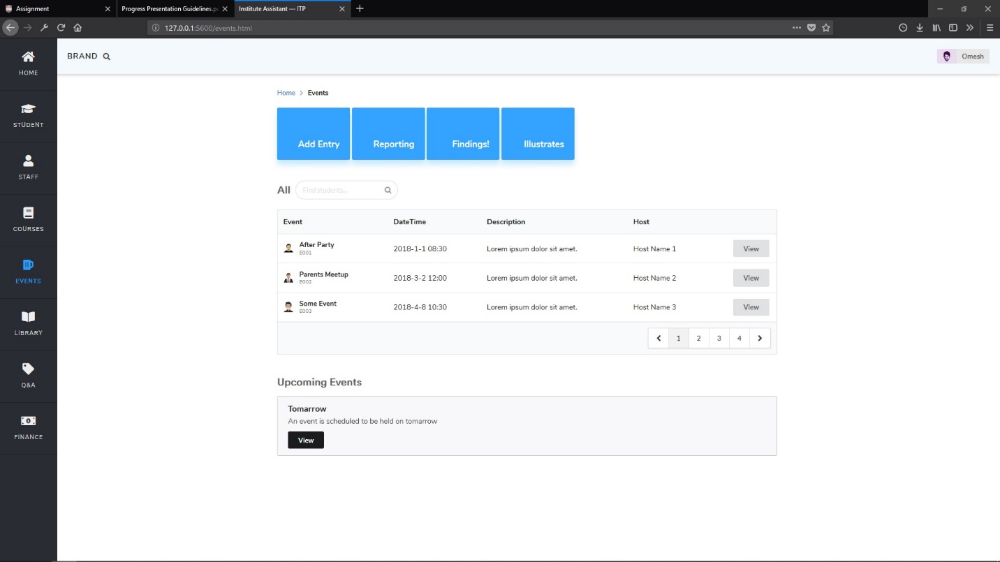 Assignment
Progress Presentation Guidelines.p
Institute Assistant — ITP
127.0.0.1:5600/events.html
BRAND
Omesh
HOME
STUDENT
STAFF
COURSES
EVENTS
LIBRARY
Q&A
FINANCE
Home > Events
Add Entry
Reporting
Findings!
Illustrates
All
Find students...
Event DateTime Description Host
After Party
E001
2018-1-1 08:30 Lorem ipsum dolor sit amet. Host Name 1 View
Parents Meetup
E002
2018-3-2 12:00 Lorem ipsum dolor sit amet. Host Name 2 View
Some Event
E003
2018-4-8 10:30 Lorem ipsum dolor sit amet. Host Name 3 View
1 2 3 4
Upcoming Events
Tomarrow
An event is scheduled to be held on tomarrow
View